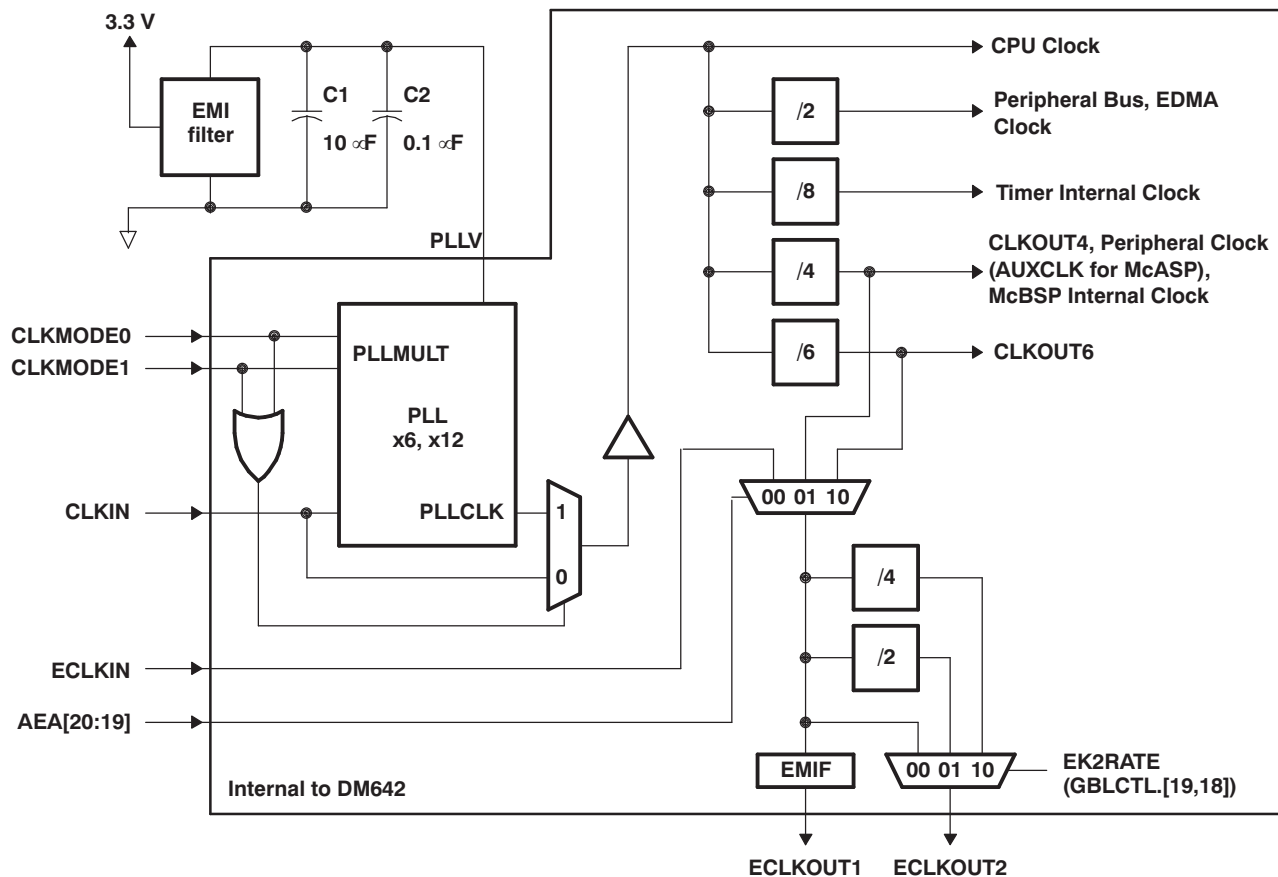 3.3 V
EMI
filter
C1
10 ∝F
C2
0.1 ∝F
PLLV
CPU Clock
/2
Peripheral Bus, EDMA
Clock
/8
Timer Internal Clock
/4
CLKOUT4, Peripheral Clock
(AUXCLK for McASP),
McBSP Internal Clock
/6
CLKOUT6
CLKMODE0
CLKMODE1
PLLMULT
PLL
x6, x12
PLLCLK
CLKIN
1
0
00 01 10
/4
/2
ECLKIN
AEA[20:19]
Internal to DM642
EMIF
00 01 10
EK2RATE
(GBLCTL.[19,18])
ECLKOUT1
ECLKOUT2